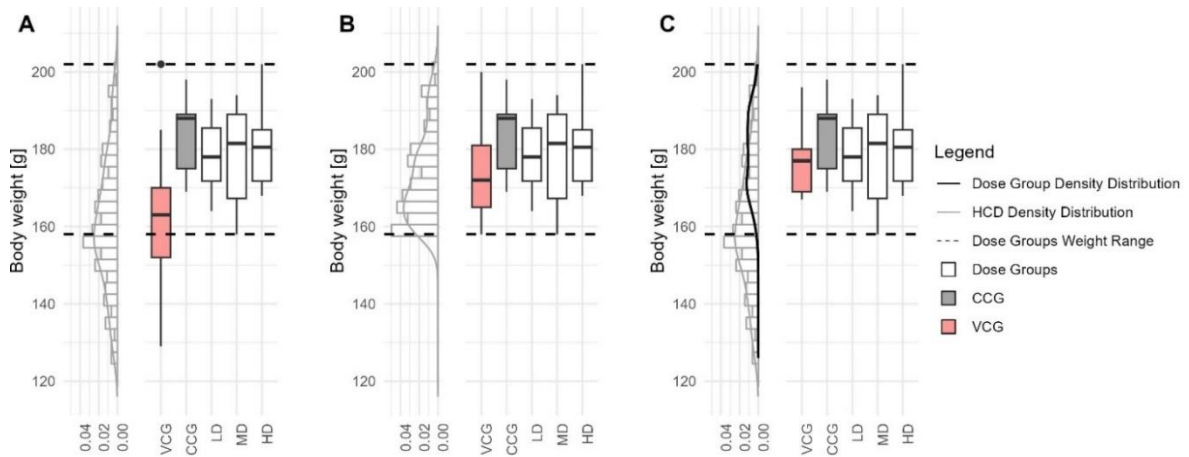 A
B
C
Body weight [g]
200
180
160
140
120
0.04
0.02
0.00
VCG
CCG
LD
MD
HD
Body weight [g]
200
180
160
140
120
0.04
0.02
0.00
VCG
CCG
LD
MD
HD
Body weight [g]
200
180
160
140
120
0.04
0.02
0.00
VCG
CCG
LD
MD
HD
Legend
Dose Group Density Distribution
HCD Density Distribution
Dose Groups Weight Range
Dose Groups
CCG
VCG